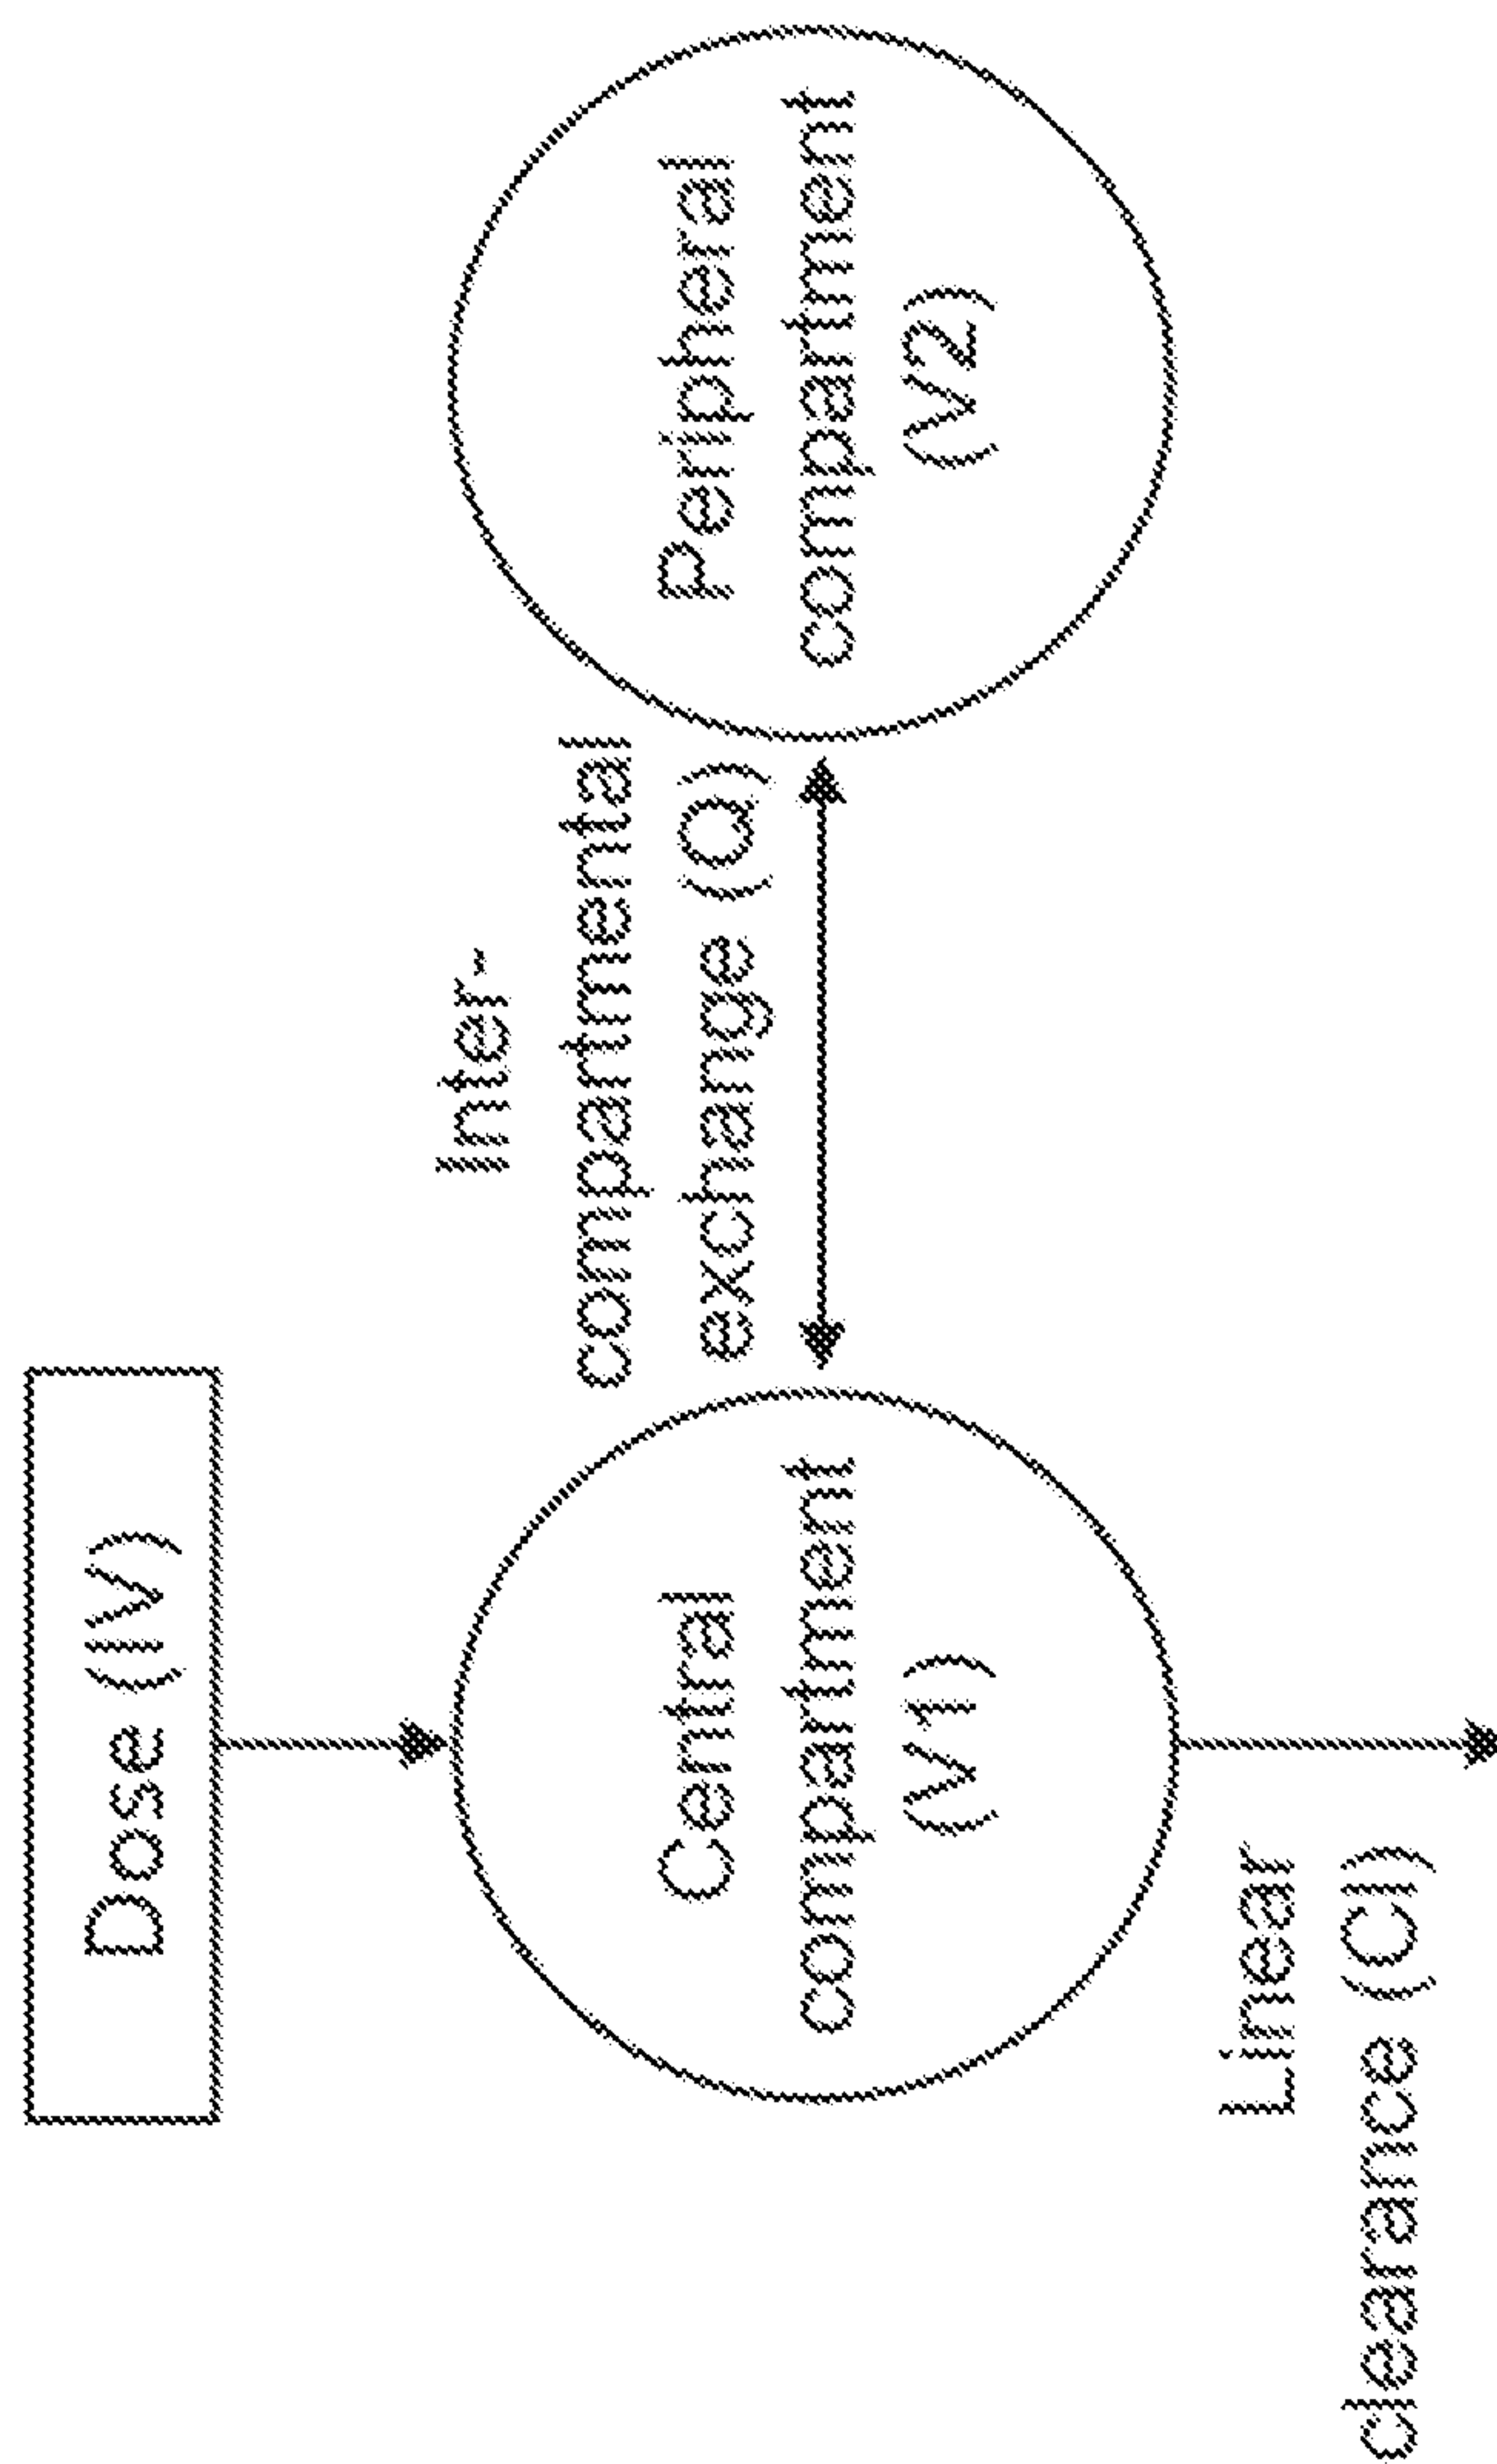 Dose (IV)
Inter-
compartmental
exchange (Q)
Central
compartment
(V1)
Peripheral
compartment
(V2)
Linear
clearance (Cl)